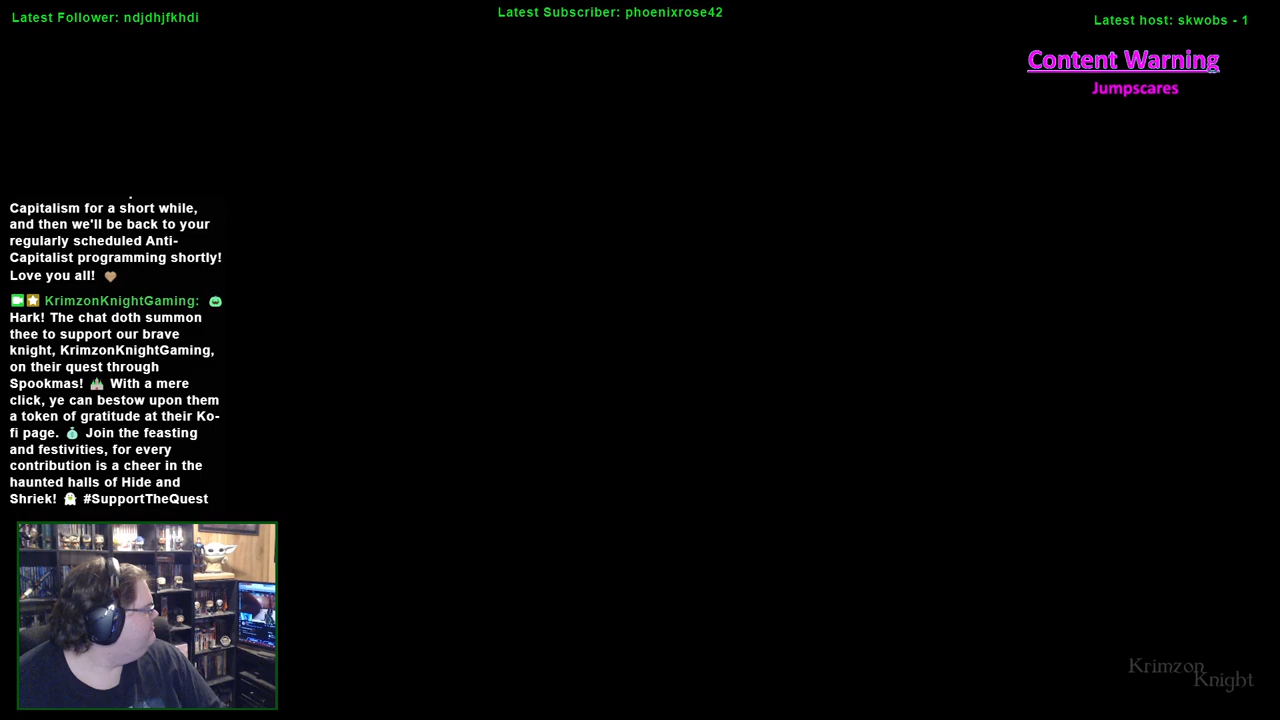 Latest Follower: ndjdhjfkhdi
Latest Subscriber: phoenixrose42
Latest host: skwobs - 1
Content Warning
Jumpscares
Capitalism for a short while,
and then we'll be back to your
regularly scheduled Anti-
Capitalist programming shortly!
Love you all! 🤎
KrimzonKnightGaming: 🎃
Hark! The chat doth summon
thee to support our brave
knight, KrimzonKnightGaming,
on their quest through
Spookmas! 🏰 With a mere
click, ye can bestow upon them
a token of gratitude at their Ko-
fi page. 💰 Join the feasting
and festivities, for every
contribution is a cheer in the
haunted halls of Hide and
Shriek! 👻 #SupportTheQuest
Krimzon
Knight